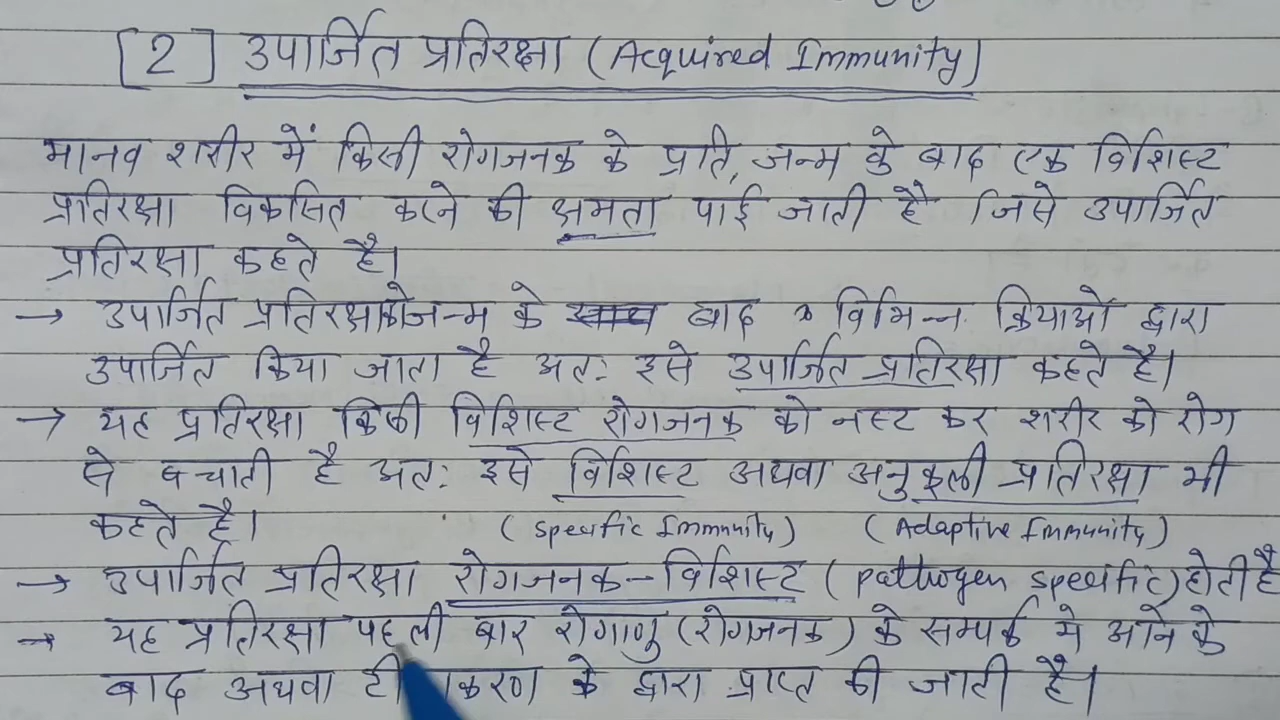 [2] उपार्जित प्रतिरक्षा (Acquired Immunity)
मानव शरीर में किसी रोगजनक के प्रति, जन्म के बाद एक विशिस्ट
प्रतिरक्षा विकसित करने की क्षमता पाई जाती है जिसे उपार्जित
प्रतिरक्षा कहते है।
→ उपार्जित प्रतिरक्षा को जन्म के बाद विभिन्न क्रियाओं द्वारा
उपार्जित किया जाता है अतः इसे उपार्जित प्रतिरक्षा कहते है।
→ यह प्रतिरक्षा किसी विशिस्ट रोगजनक को नस्ट कर शरीर को रोग
से बचाती है अतः इसे विशिस्ट अथवा अनुकूली प्रतिरक्षा भी
कहते है। (Specific Immunity) (Adaptive Immunity)
→ उपार्जित प्रतिरक्षा रोगजनक-विशिस्ट (pathogen specific) होती है
→ यह प्रतिरक्षा पहली बार रोगाणु (रोगजनक) के सम्पर्क मे आने के
बाद अथवा के द्वारा प्राप्त की जाती है।